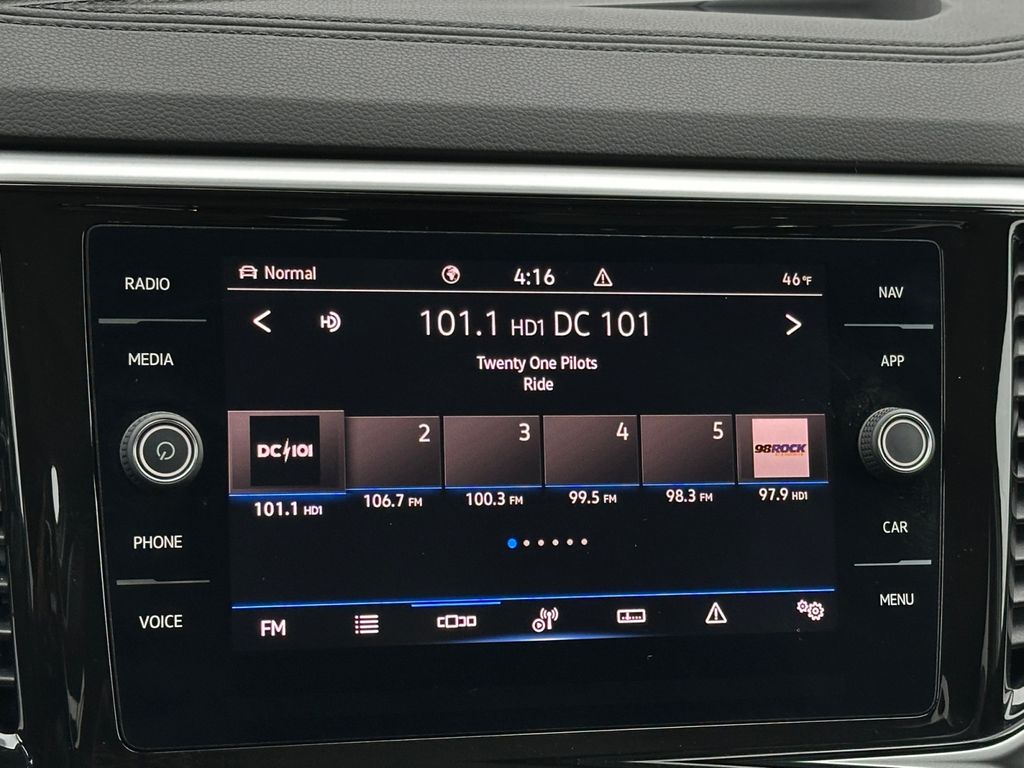 RADIO
MEDIA
PHONE
VOICE
Normal
4:16
46°F
HD
101.1 HD1 DC 101
Twenty One Pilots
Ride
DC101
2
3
4
5
98ROCK
101.1 HD1
106.7 FM
100.3 FM
99.5 FM
98.3 FM
97.9 HD1
FM
NAV
APP
CAR
MENU